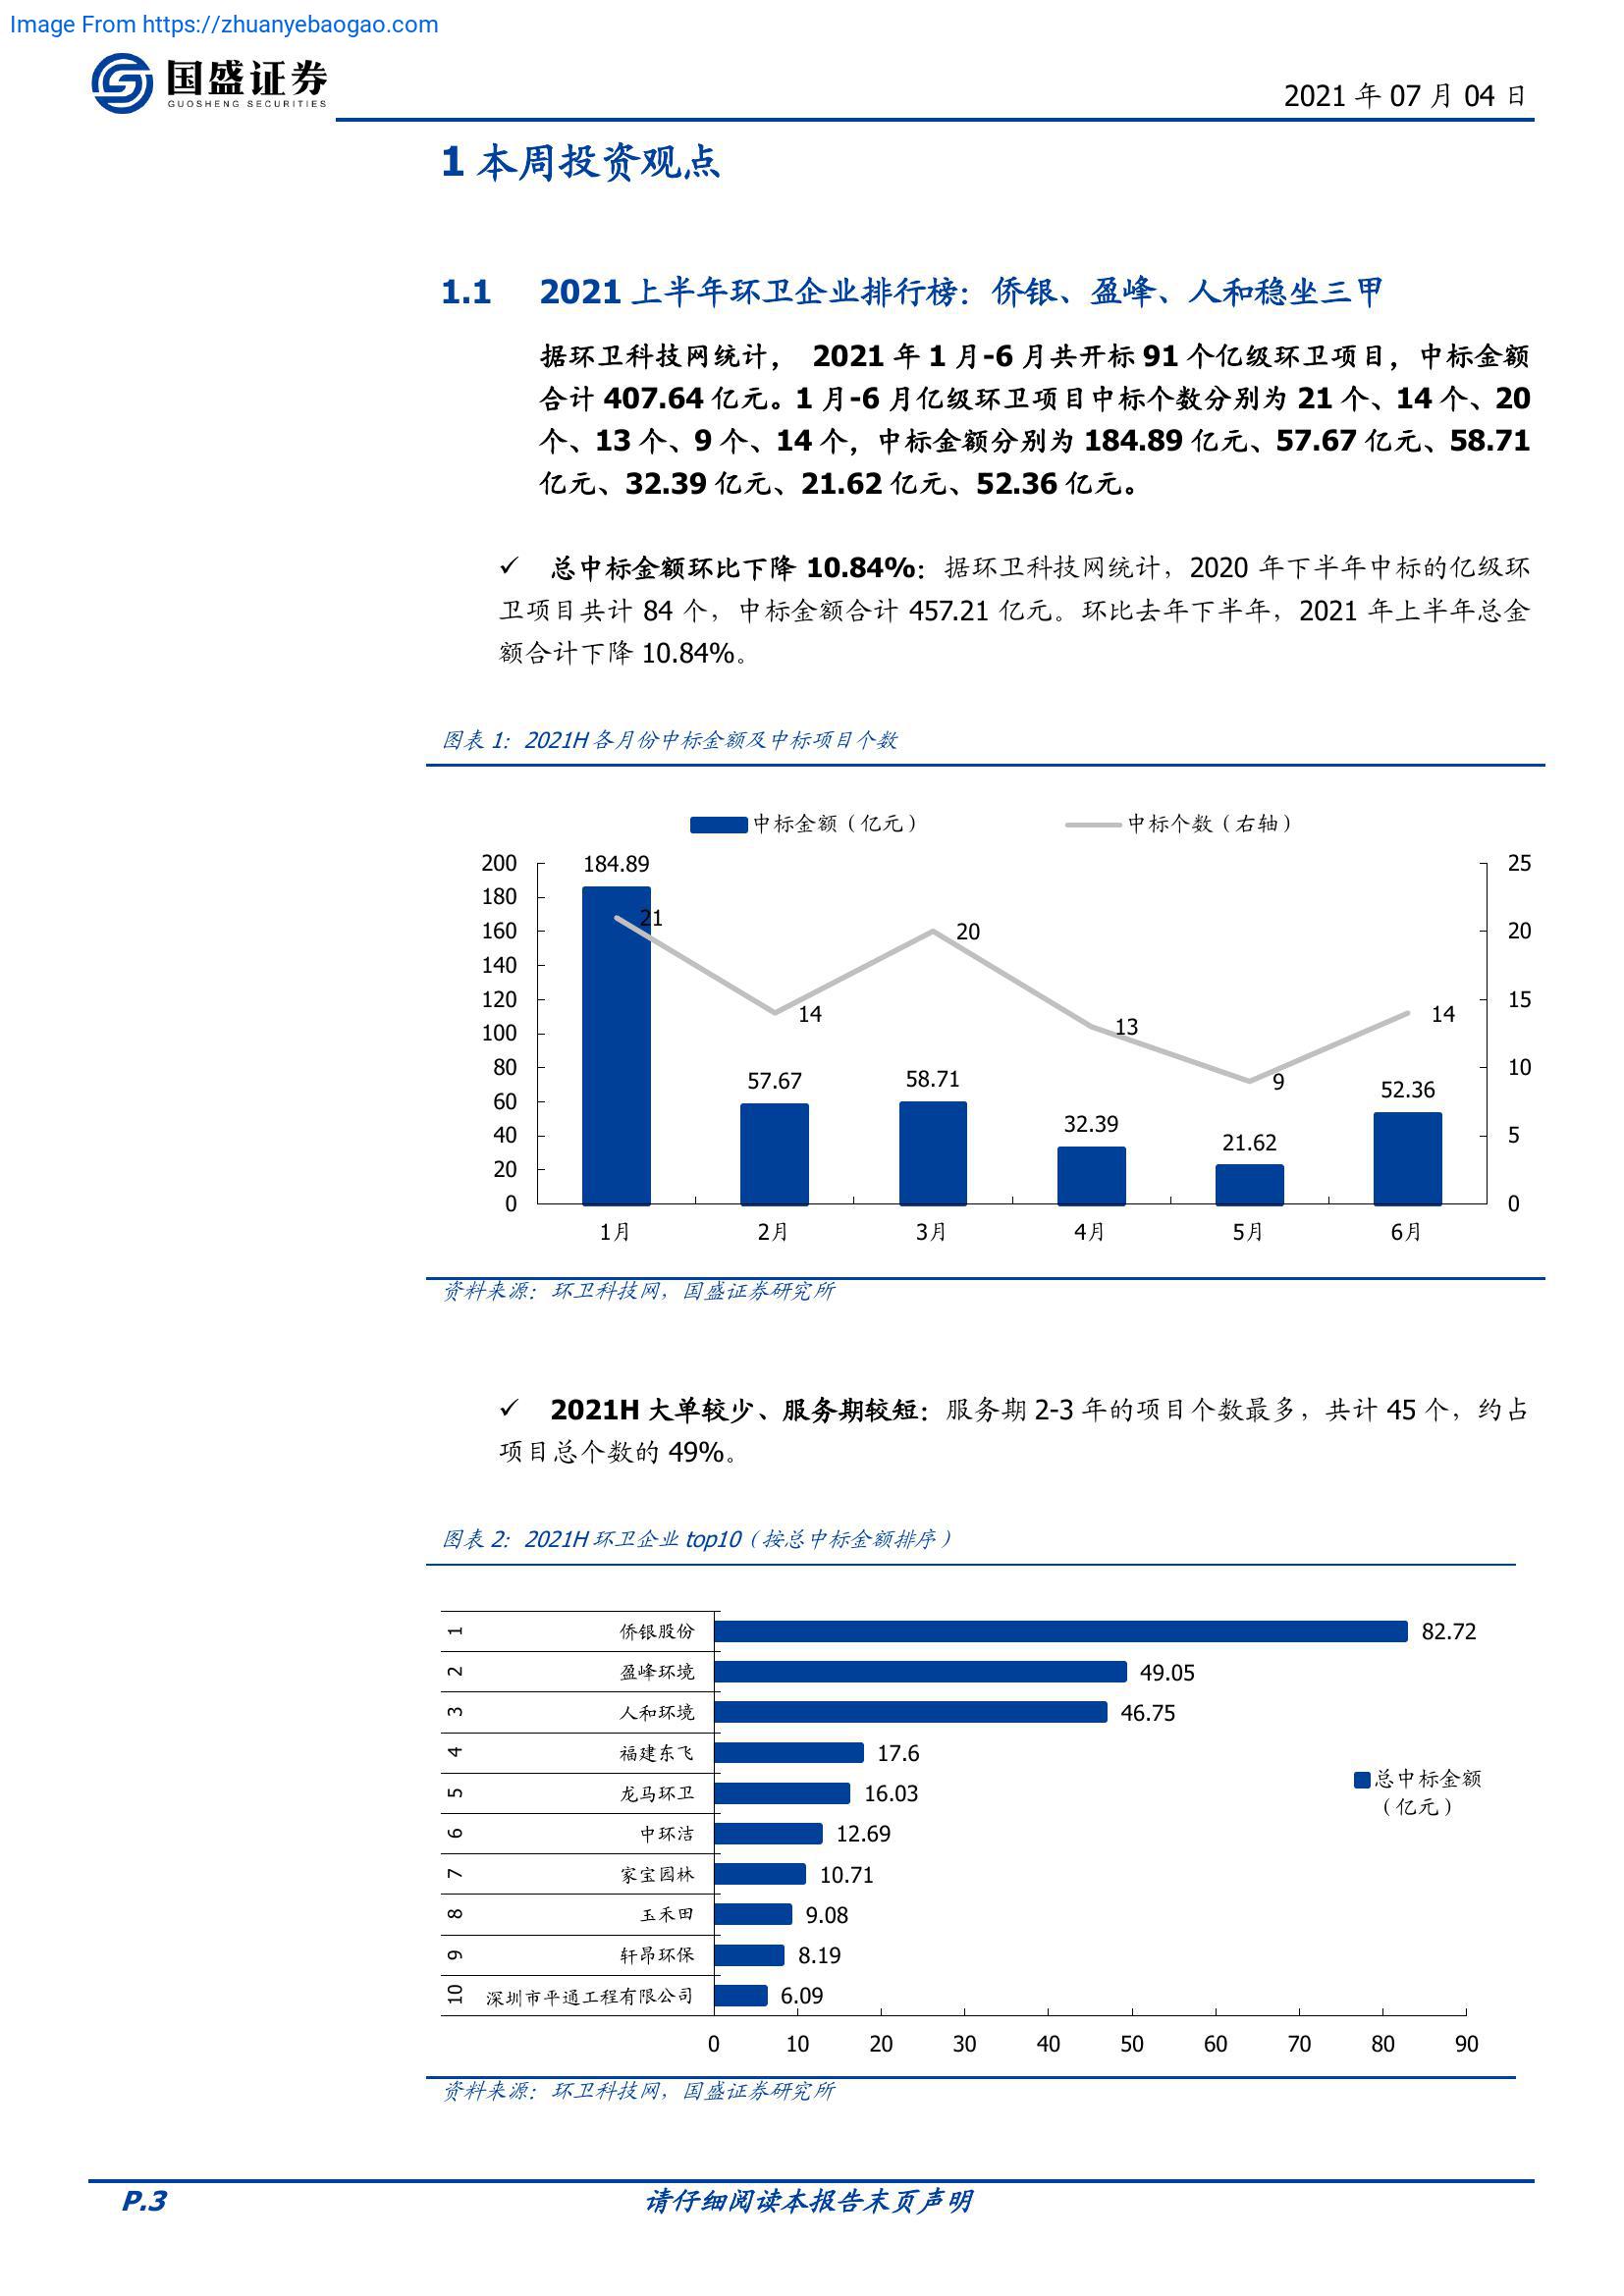 Image From https://zhuanyebaogao.com
国盛证券
GUOSHENG SECURITIES
2021 年 07 月 04 日
1 本周投资观点
1.1 2021 上半年环卫企业排行榜：侨银、盈峰、人和稳坐三甲
据环卫科技网统计， 2021 年 1 月-6 月共开标 91 个亿级环卫项目，中标金额
合计 407.64 亿元。1 月-6 月亿级环卫项目中标个数分别为 21 个、14 个、20
个、13 个、9 个、14 个，中标金额分别为 184.89 亿元、57.67 亿元、58.71
亿元、32.39 亿元、21.62 亿元、52.36 亿元。
✓ 总中标金额环比下降 10.84%：据环卫科技网统计，2020 年下半年中标的亿级环
卫项目共计 84 个，中标金额合计 457.21 亿元。环比去年下半年，2021 年上半年总金
额合计下降 10.84%。
图表 1：2021H 各月份中标金额及中标项目个数
中标金额（亿元） 中标个数（右轴）
200 184.89 25
180
21
160 20 20
140
120 14 14 15
100 13
80 57.67 58.71 9 10
60 52.36
40 32.39 21.62 5
20
0 0
1月 2月 3月 4月 5月 6月
资料来源：环卫科技网，国盛证券研究所
✓ 2021H 大单较少、服务期较短：服务期 2-3 年的项目个数最多，共计 45 个，约占
项目总个数的 49%。
图表 2：2021H 环卫企业 top10（按总中标金额排序）
1 侨银股份 82.72
2 盈峰环境 49.05
3 人和环境 46.75
4 福建东飞 17.6
总中标金额
（亿元）
5 龙马环卫 16.03
6 中环洁 12.69
7 家宝园林 10.71
8 玉禾田 9.08
9 轩昂环保 8.19
10 深圳市平通工程有限公司 6.09
0 10 20 30 40 50 60 70 80 90
资料来源：环卫科技网，国盛证券研究所
P.3 请仔细阅读本报告末页声明